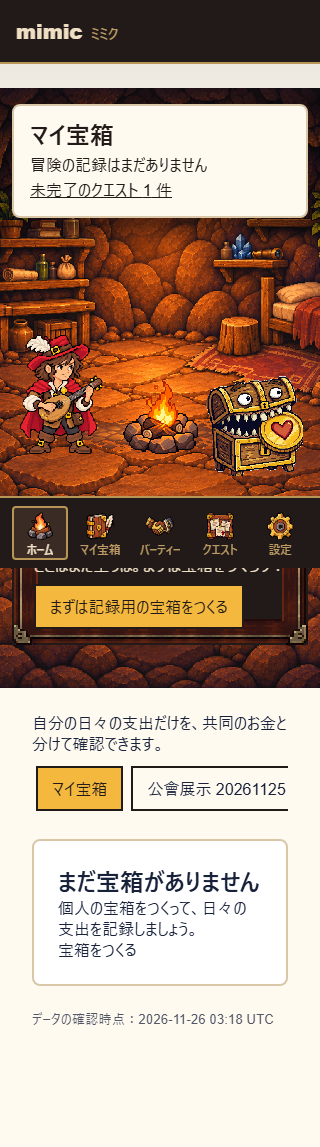 mimic ミミク
マイ宝箱
冒険の記録はまだありません
未完了のクエスト 1 件
ホーム
マイ宝箱
パーティー
クエスト
設定
まずは記録用の宝箱をつくる
自分の日々の支出だけを、共同のお金と
分けて確認できます。
マイ宝箱
公會展示 20261125
まだ宝箱がありません
個人の宝箱をつくって、日々の
支出を記録しましょう。
宝箱をつくる
データの確認時点：2026-11-26 03:18 UTC